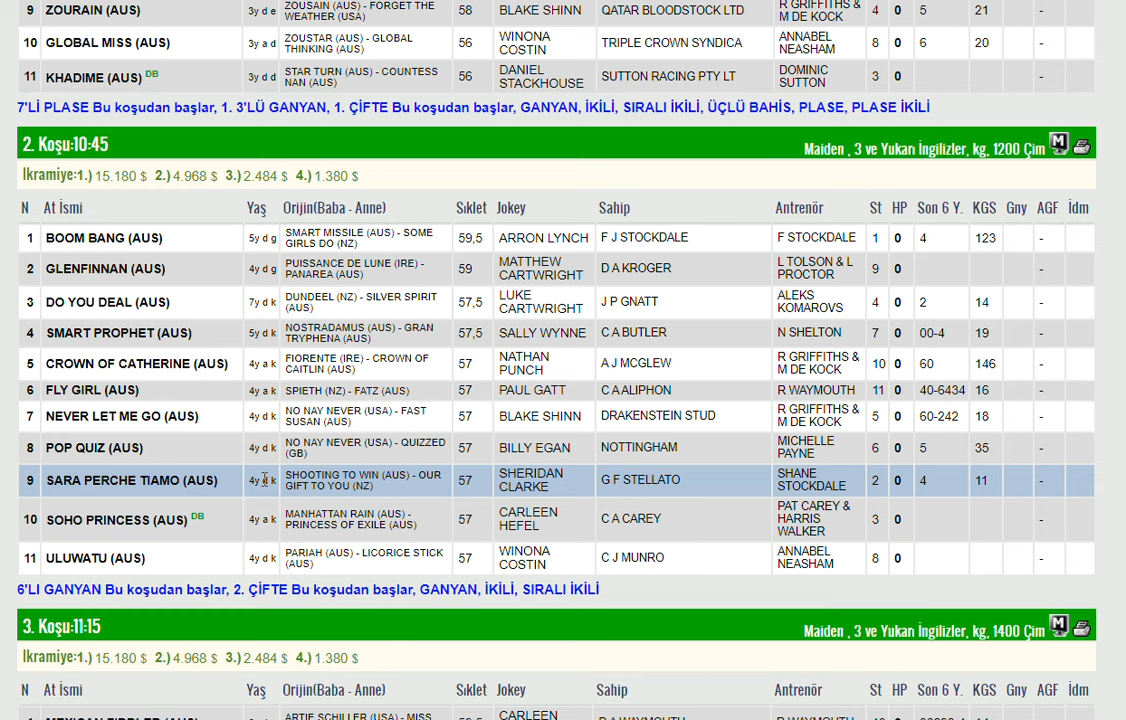 9 ZOURAIN (AUS) 3y d e ZOUSAIN (AUS) - FORGET THE WEATHER (USA) 58 BLAKE SHINN QATAR BLOODSTOCK LTD R GRIFFITHS & M DE KOCK 4 0 5 21 -
10 GLOBAL MISS (AUS) 3y a d ZOUSTAR (AUS) - GLOBAL THINKING (AUS) 56 WINONA COSTIN TRIPLE CROWN SYNDICA ANNABEL NEASHAM 8 0 6 20 -
11 KHADIME (AUS) DB 3y d d STAR TURN (AUS) - COUNTESS NAN (AUS) 56 DANIEL STACKHOUSE SUTTON RACING PTY LT DOMINIC SUTTON 3 0 -
7'Lİ PLASE Bu koşudan başlar, 1. 3'LÜ GANYAN, 1. ÇİFTE Bu koşudan başlar, GANYAN, İKİLİ, SIRALI İKİLİ, ÜÇLÜ BAHİS, PLASE, PLASE İKİLİ
2. Koşu:10:45 Maiden , 3 ve Yukarı İngilizler, kg, 1200 Çim M
Ikramiye:1.) 15.180 $ 2.) 4.968 $ 3.) 2.484 $ 4.) 1.380 $
N At İsmi Yaş Orijin(Baba - Anne) Sıklet Jokey Sahip Antrenör St HP Son 6 Y. KGS Gny AGF İdm
1 BOOM BANG (AUS) 5y d g SMART MISSILE (AUS) - SOME GIRLS DO (NZ) 59,5 ARRON LYNCH F J STOCKDALE F STOCKDALE 1 0 4 123 -
2 GLENFINNAN (AUS) 4y d g PUISSANCE DE LUNE (IRE) - PANAREA (AUS) 59 MATTHEW CARTWRIGHT D A KROGER L TOLSON & L PROCTOR 9 0 -
3 DO YOU DEAL (AUS) 7y d k DUNDEEL (NZ) - SILVER SPIRIT (AUS) 57,5 LUKE CARTWRIGHT J P GNATT ALEKS KOMAROVS 4 0 2 14 -
4 SMART PROPHET (AUS) 5y d k NOSTRADAMUS (AUS) - GRAN TRYPHENA (AUS) 57,5 SALLY WYNNE C A BUTLER N SHELTON 7 0 00-4 19 -
5 CROWN OF CATHERINE (AUS) 4y a k FIORENTE (IRE) - CROWN OF CAITLIN (AUS) 57 NATHAN PUNCH A J MCGLEW R GRIFFITHS & M DE KOCK 10 0 60 146 -
6 FLY GIRL (AUS) 4y a k SPIETH (NZ) - FATZ (AUS) 57 PAUL GATT C A ALIPHON R WAYMOUTH 11 0 40-6434 16 -
7 NEVER LET ME GO (AUS) 4y d k NO NAY NEVER (USA) - FAST SUSAN (AUS) 57 BLAKE SHINN DRAKENSTEIN STUD R GRIFFITHS & M DE KOCK 5 0 60-242 18 -
8 POP QUIZ (AUS) 4y d k NO NAY NEVER (USA) - QUIZZED (GB) 57 BILLY EGAN NOTTINGHAM MICHELLE PAYNE 6 0 5 35 -
9 SARA PERCHE TIAMO (AUS) 4y k SHOOTING TO WIN (AUS) - OUR GIFT TO YOU (NZ) 57 SHERIDAN CLARKE G F STELLATO SHANE STOCKDALE 2 0 4 11 -
10 SOHO PRINCESS (AUS) DB 4y a k MANHATTAN RAIN (AUS) - PRINCESS OF EXILE (AUS) 57 CARLEEN HEFEL C A CAREY PAT CAREY & HARRIS WALKER 3 0 -
11 ULUWATU (AUS) 4y d k PARIAH (AUS) - LICORICE STICK (AUS) 57 WINONA COSTIN C J MUNRO ANNABEL NEASHAM 8 0 -
6'LI GANYAN Bu koşudan başlar, 2. ÇİFTE Bu koşudan başlar, GANYAN, İKİLİ, SIRALI İKİLİ
3. Koşu:11:15 Maiden , 3 ve Yukarı İngilizler, kg, 1400 Çim M
Ikramiye:1.) 15.180 $ 2.) 4.968 $ 3.) 2.484 $ 4.) 1.380 $
N At İsmi Yaş Orijin(Baba - Anne) Sıklet Jokey Sahip Antrenör St HP Son 6 Y. KGS Gny AGF İdm
ARTIE SCHILLER (USA) - MISS CARLEEN